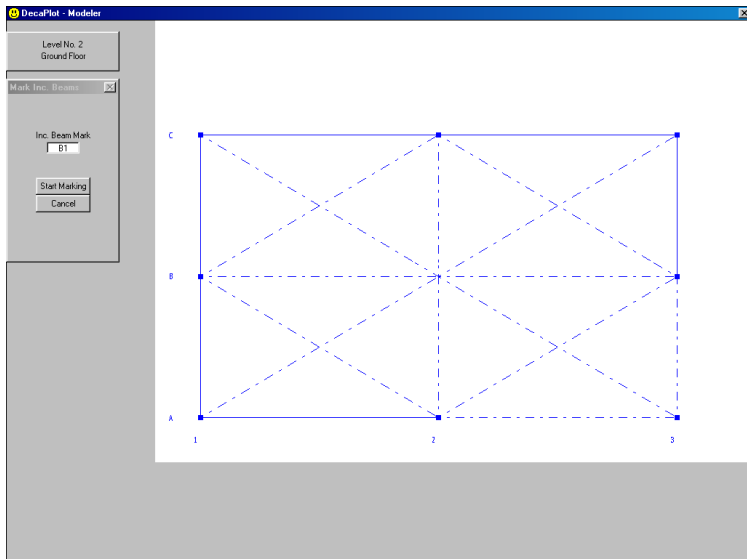 DecaPlot - Modeler
Level No. 2
Ground Floor
Mark Inc. Beams
Inc. Beam Mark
B1
Start Marking
Cancel
C
B
A
1
2
3